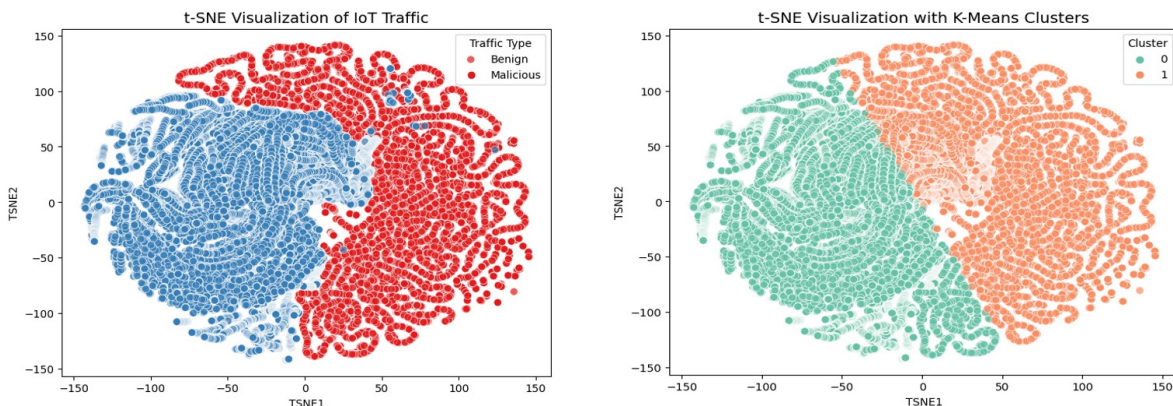 t-SNE Visualization of IoT Traffic
150
100
50
0
−50
−100
−150
TSNE2
Traffic Type
Benign
Malicious
−150 −100 −50 0 50 100 150
TSNE1
t-SNE Visualization with K-Means Clusters
150
100
50
0
−50
−100
−150
TSNE2
Cluster
0
1
−150 −100 −50 0 50 100 150
TSNE1